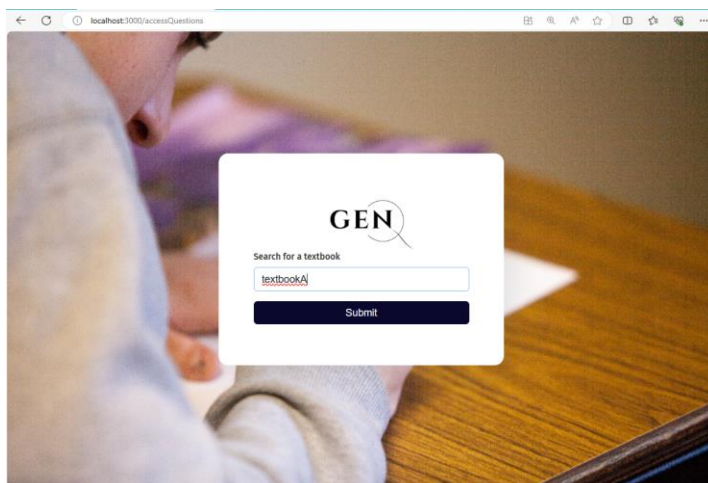 localhost:3000/accessQuestions
GEN
Search for a textbook
textbookA
Submit